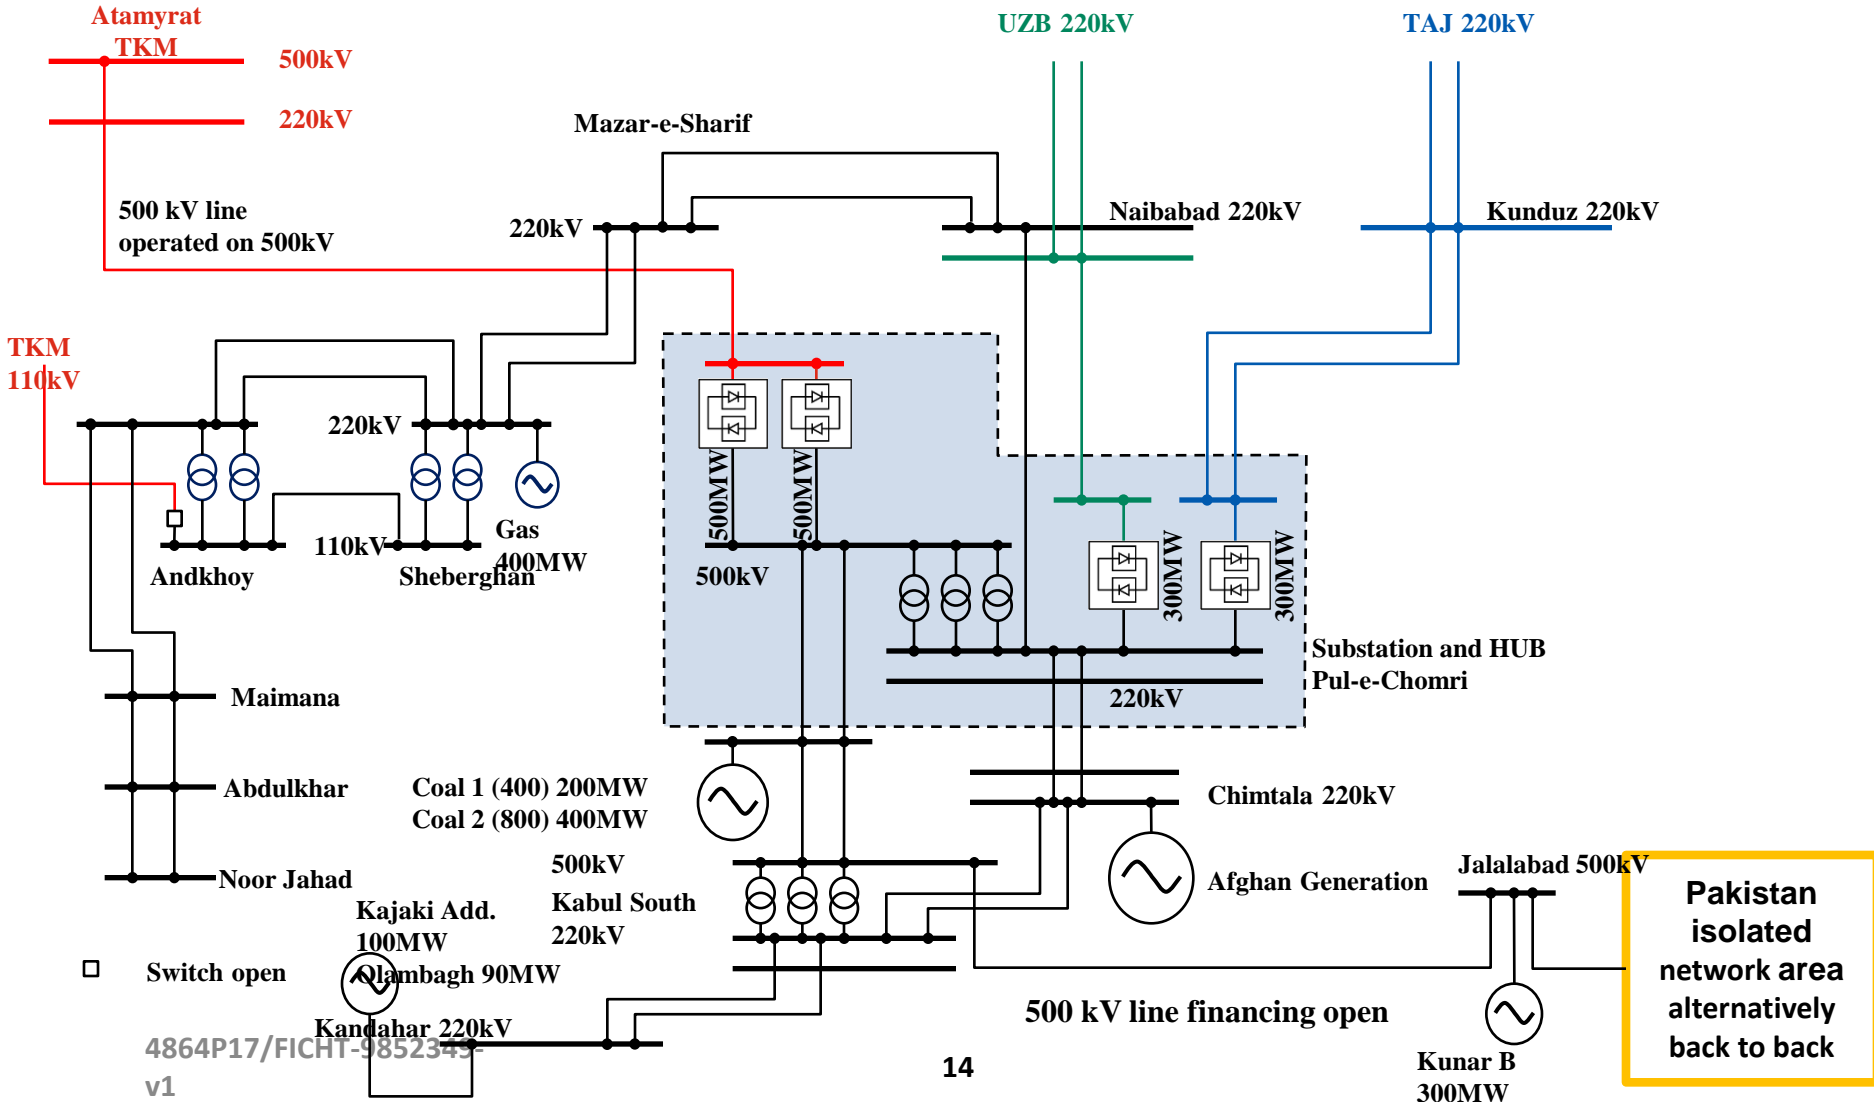 Atamyrat
TKM
500kV
220kV
UZB 220kV
TAJ 220kV
Mazar-e-Sharif
500 kV line
operated on 500kV
220kV
Naibabad 220kV
Kunduz 220kV
TKM
110kV
220kV
500MW
500MW
Gas
400MW
110kV
Andkhoy
Sheberghan
500kV
300MW
300MW
Substation and HUB
Pul-e-Chomri
220kV
Maimana
Abdulkhar
Noor Jahad
Coal 1 (400) 200MW
Coal 2 (800) 400MW
Chimtala 220kV
500kV
Kabul South
220kV
Afghan Generation
Jalalabad 500kV
Kajaki Add.
100MW
Olambagh 90MW
Switch open
Kandahar 220kV
500 kV line financing open
Pakistan
isolated
network area
alternatively
back to back
Kunar B
300MW
4864P17/FICHT-9852349-
v1
14